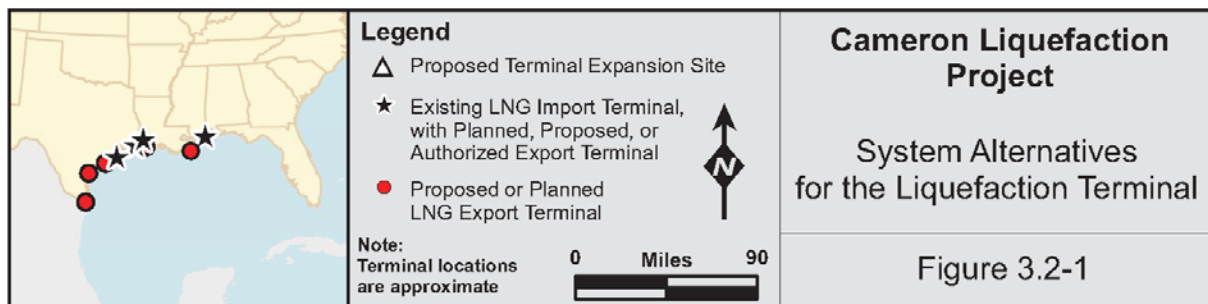 Legend
Proposed Terminal Expansion Site
Existing LNG Import Terminal,
with Planned, Proposed, or
Authorized Export Terminal
Proposed or Planned
LNG Export Terminal
N
Note:
Terminal locations
are approximate
0 Miles 90
Cameron Liquefaction
Project
System Alternatives
for the Liquefaction Terminal
Figure 3.2-1